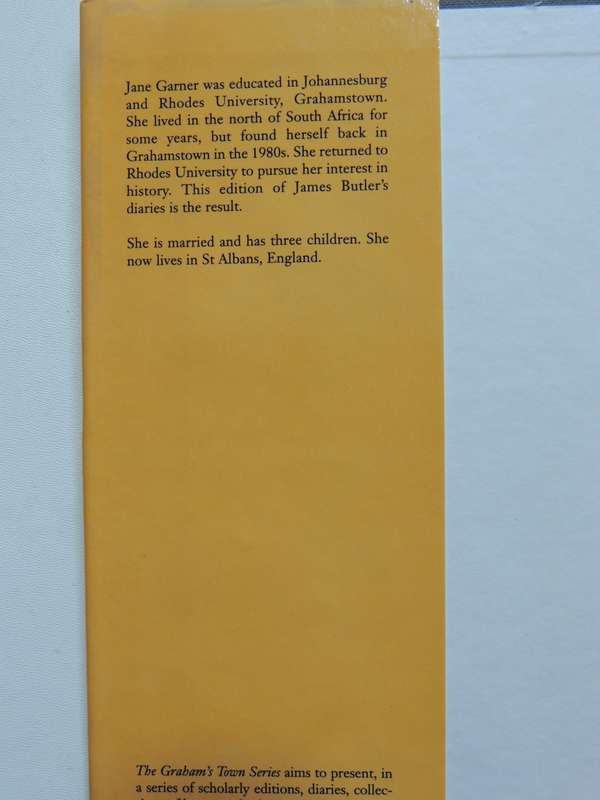 Jane Garner was educated in Johannesburg
and Rhodes University, Grahamstown.
She lived in the north of South Africa for
some years, but found herself back in
Grahamstown in the 1980s. She returned to
Rhodes University to pursue her interest in
history. This edition of James Butler's
diaries is the result.
She is married and has three children. She
now lives in St Albans, England.
The Graham's Town Series aims to present, in
a series of scholarly editions, diaries, collec-